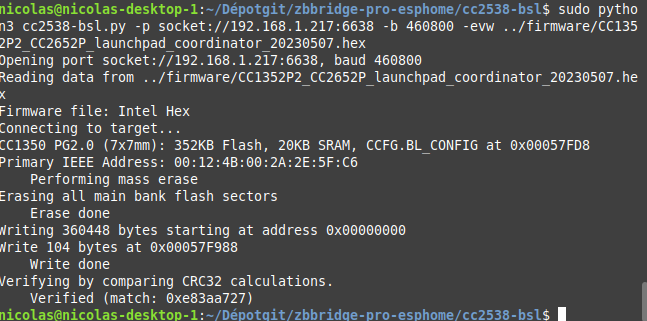 nicolas@nicolas-desktop-1:~/Dépotgit/zbbridge-pro-esphome/cc2538-bsl$ sudo pytho
n3 cc2538-bsl.py -p socket://192.168.1.217:6638 -b 460800 -evw ../firmware/CC135
2P2_CC2652P_launchpad_coordinator_20230507.hex
Opening port socket://192.168.1.217:6638, baud 460800
Reading data from ../firmware/CC1352P2_CC2652P_launchpad_coordinator_20230507.he
x
Firmware file: Intel Hex
Connecting to target...
CC1350 PG2.0 (7x7mm): 352KB Flash, 20KB SRAM, CCFG.BL_CONFIG at 0x00057FD8
Primary IEEE Address: 00:12:4B:00:2A:2E:5F:C6
    Performing mass erase
Erasing all main bank flash sectors
    Erase done
Writing 360448 bytes starting at address 0x00000000
Write 104 bytes at 0x00057F988
    Write done
Verifying by comparing CRC32 calculations.
    Verified (match: 0xe83aa727)
nicolas@nicolas-desktop-1:~/Dépotgit/zbbridge-pro-esphome/cc2538-bsl$